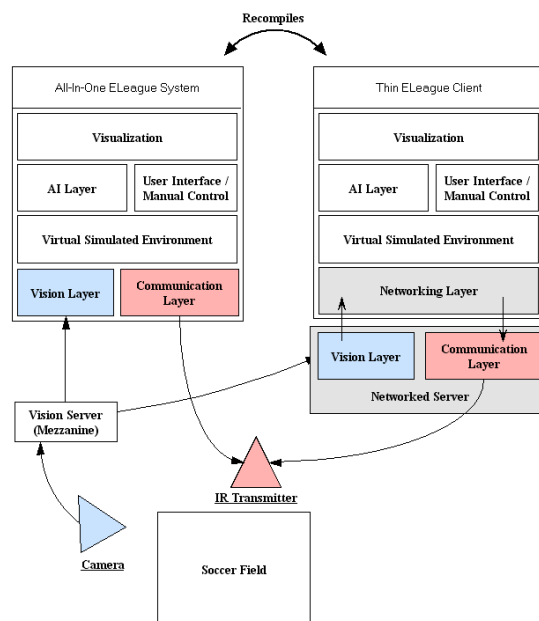 Recompiles
All-In-One ELeague System
Visualization
AI Layer
User Interface /
Manual Control
Virtual Simulated Environment
Vision Layer
Communication
Layer
Thin ELeague Client
Visualization
AI Layer
User Interface /
Manual Control
Virtual Simulated Environment
Networking Layer
Vision Layer
Communication
Layer
Networked Server
Vision Server
(Mezzanine)
IR Transmitter
Camera
Soccer Field